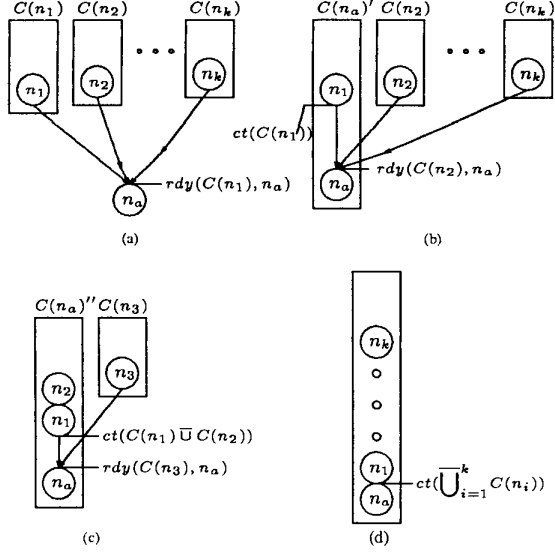 C(n₁) C(n₂) C(nₖ)
n₁ n₂ nₖ
nₐ rdy(C(n₁), nₐ)
(a)
C(nₐ)′ C(n₂) C(nₖ)
n₁ n₂ nₖ
ct(C(n₁))
nₐ rdy(C(n₂), nₐ)
(b)
C(nₐ)″ C(n₃)
n₂ n₃
n₁
ct(C(n₁) ∪̅ C(n₂))
rdy(C(n₃), nₐ)
nₐ
(c)
nₖ
n₁
ct(⋃̅ᵏᵢ₌₁ C(nᵢ))
nₐ
(d)